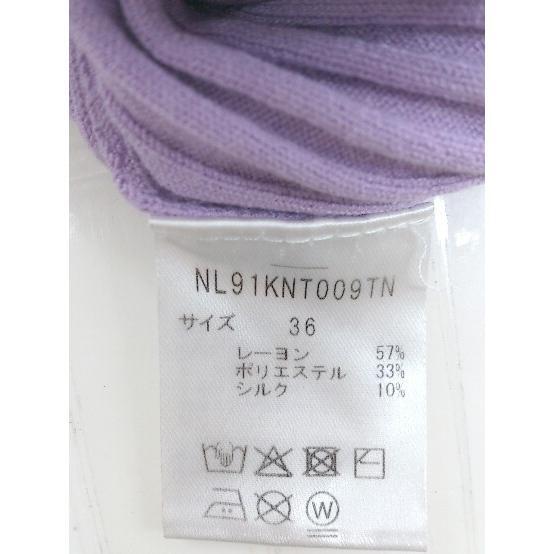 NL91KNT009TN
サイズ 36
レーヨン 57%
ポリエステル 33%
シルク 10%
W